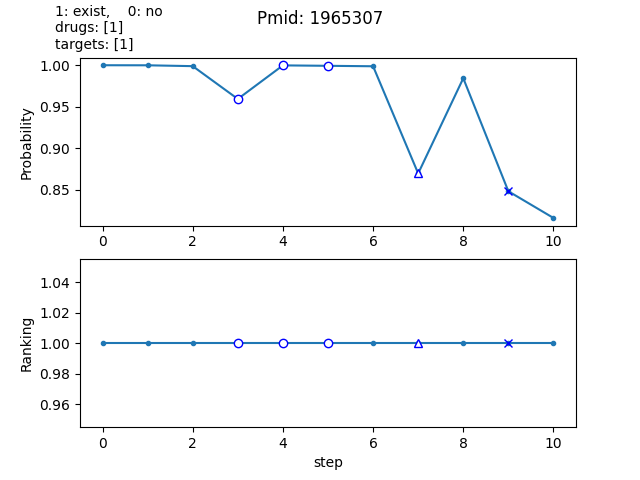 1: exist,    0: no
drugs: [1]
targets: [1]
Pmid: 1965307
1.00
0.95
0.90
0.85
Probability
0 2 4 6 8 10
1.04
1.02
1.00
0.98
0.96
Ranking
0 2 4 6 8 10
step